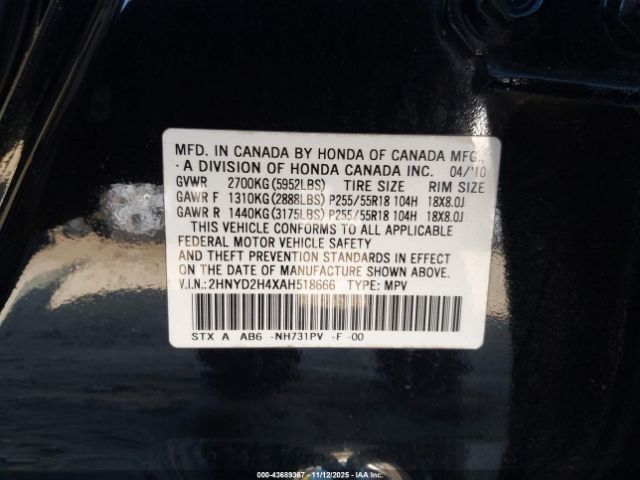 MFD. IN CANADA BY HONDA OF CANADA MFG.,
A DIVISION OF HONDA CANADA INC. 04/'10
GVWR 2700KG(5952LBS) TIRE SIZE RIM SIZE
GAWR F 1310KG(2888LBS)P255/55R18 104H 18X8.0J
GAWR R 1440KG(3175LBS)P255/55R18 104H 18X8.0J
THIS VEHICLE CONFORMS TO ALL APPLICABLE
FEDERAL MOTOR VEHICLE SAFETY
AND THEFT PREVENTION STANDARDS IN EFFECT
ON THE DATE OF MANUFACTURE SHOWN ABOVE.
V.I.N.:2HNYD2H4XAH518666 TYPE: MPV
STX A AB6 -NH731PV -F -00
000-43689367 - 11/12/2025 - IAAI.COM